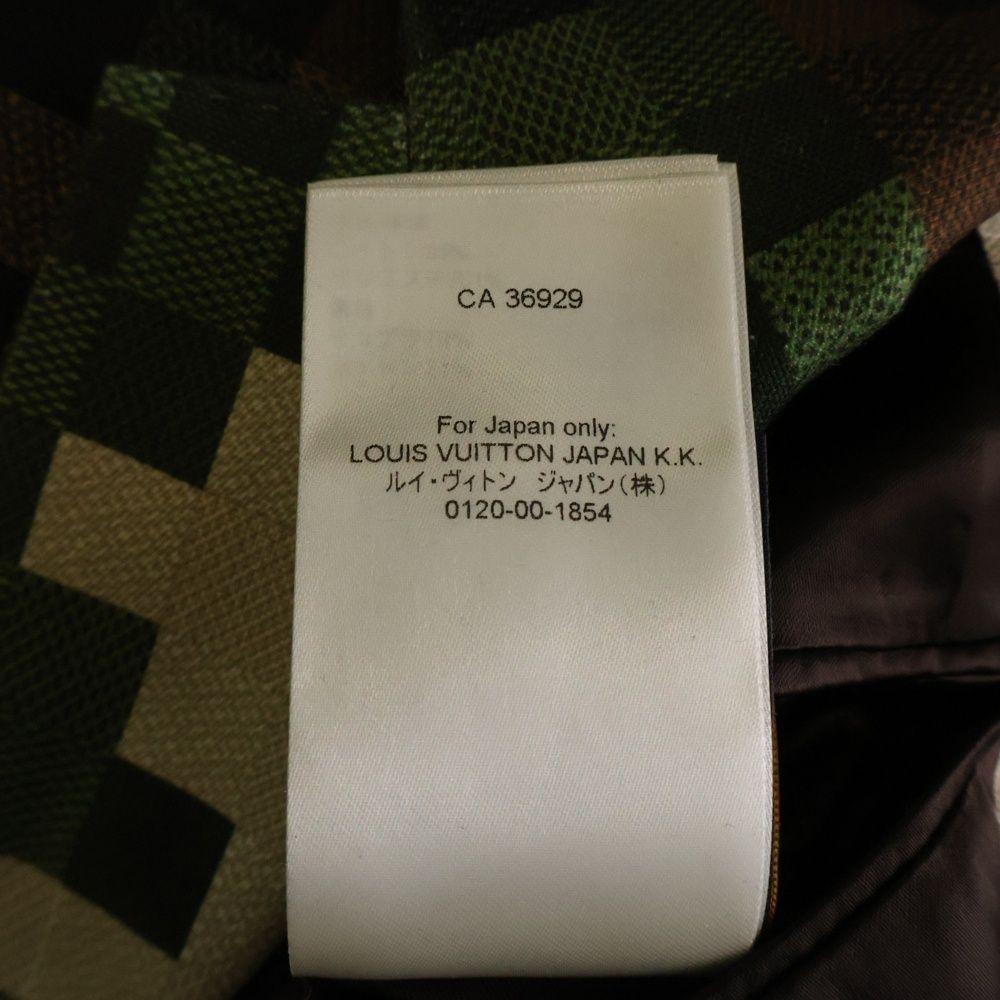 CA 36929
For Japan only:
LOUIS VUITTON JAPAN K.K.
ルイ・ヴィトン　ジャパン(株)
0120-00-1854